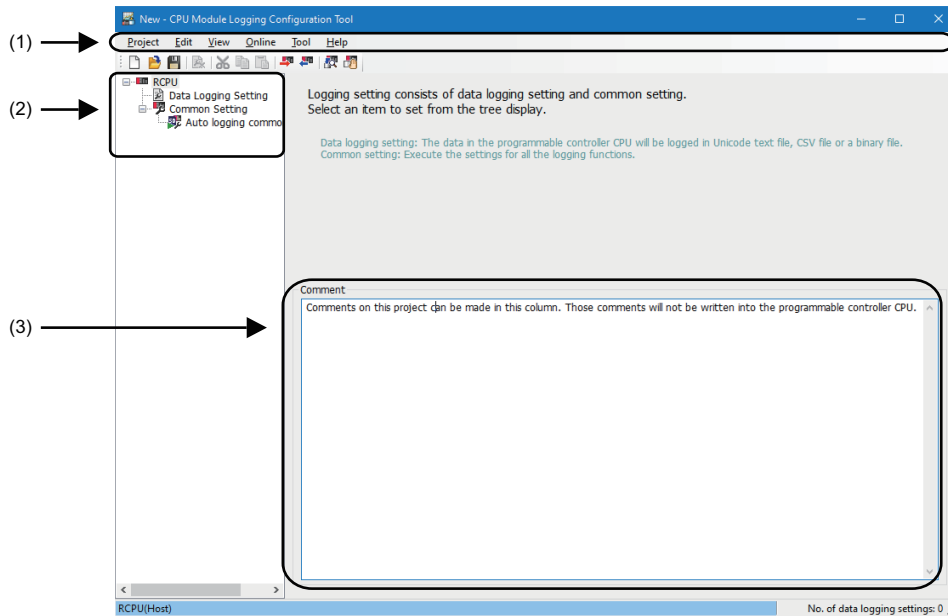 New - CPU Module Logging Configuration Tool
(1)
Project Edit View Online Tool Help
RCPU
Data Logging Setting
Common Setting
Auto logging commo
(2)
Logging setting consists of data logging setting and common setting.
Select an item to set from the tree display.
Data logging setting: The data in the programmable controller CPU will be logged in Unicode text file, CSV file or a binary file.
Common setting: Execute the settings for all the logging functions.
Comment
Comments on this project can be made in this column. Those comments will not be written into the programmable controller CPU.
(3)
RCPU(Host)
No. of data logging settings: 0